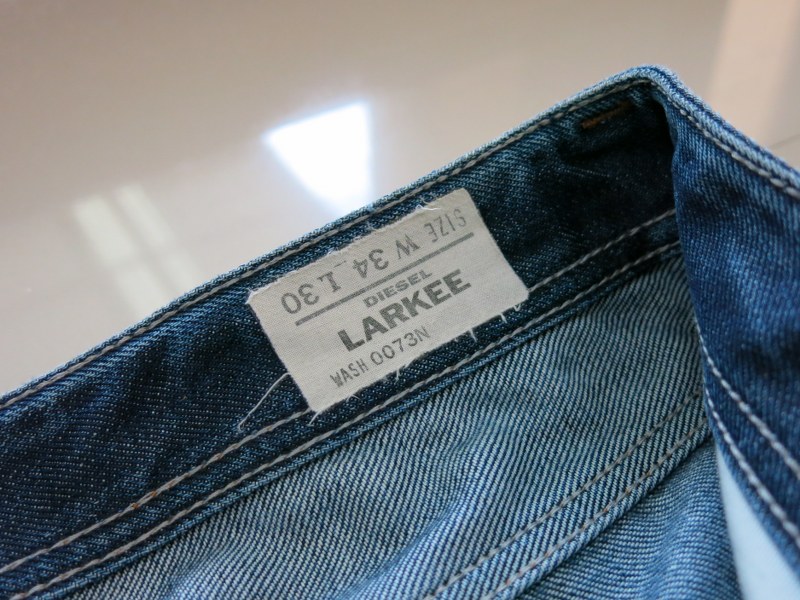 SIZE W 34 L 30
DIESEL
LARKEE
WASH 0073N